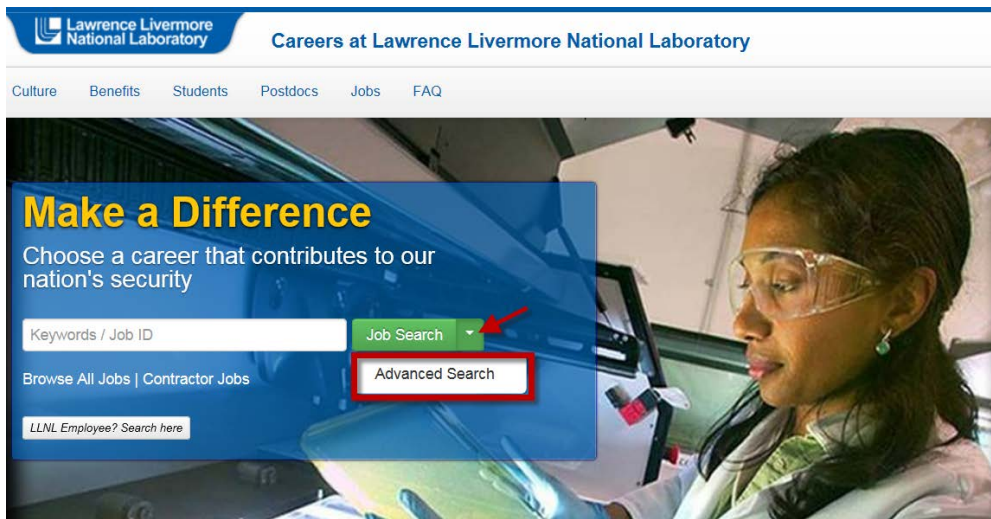 Lawrence Livermore
National Laboratory
Careers at Lawrence Livermore National Laboratory
Culture Benefits Students Postdocs Jobs FAQ
Make a Difference
Choose a career that contributes to our
nation's security
Keywords / Job ID Job Search
Advanced Search
Browse All Jobs | Contractor Jobs
LLNL Employee? Search here